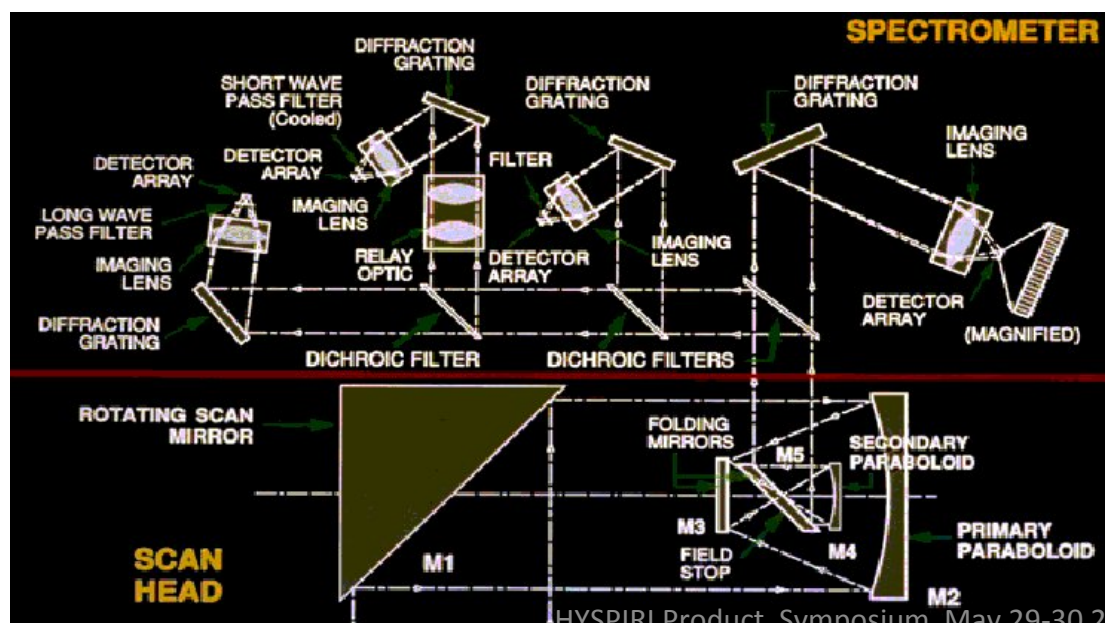 SPECTROMETER
DIFFRACTION
GRATING
SHORT WAVE
PASS FILTER
(Cooled)
DIFFRACTION
GRATING
DIFFRACTION
GRATING
IMAGING
LENS
DETECTOR
ARRAY
DETECTOR
ARRAY
FILTER
LONG WAVE
PASS FILTER
IMAGING
LENS
IMAGING
LENS
RELAY
OPTIC
DETECTOR
ARRAY
IMAGING
LENS
DETECTOR
ARRAY
(MAGNIFIED)
DIFFRACTION
GRATING
DICHROIC FILTER
DICHROIC FILTERS
ROTATING SCAN
MIRROR
FOLDING
MIRRORS
M5
SECONDARY
PARABOLOID
M3
M4
FIELD
STOP
PRIMARY
PARABOLOID
M1
M2
SCAN
HEAD
HYSPIRI Product Symposium, May 29-30 2